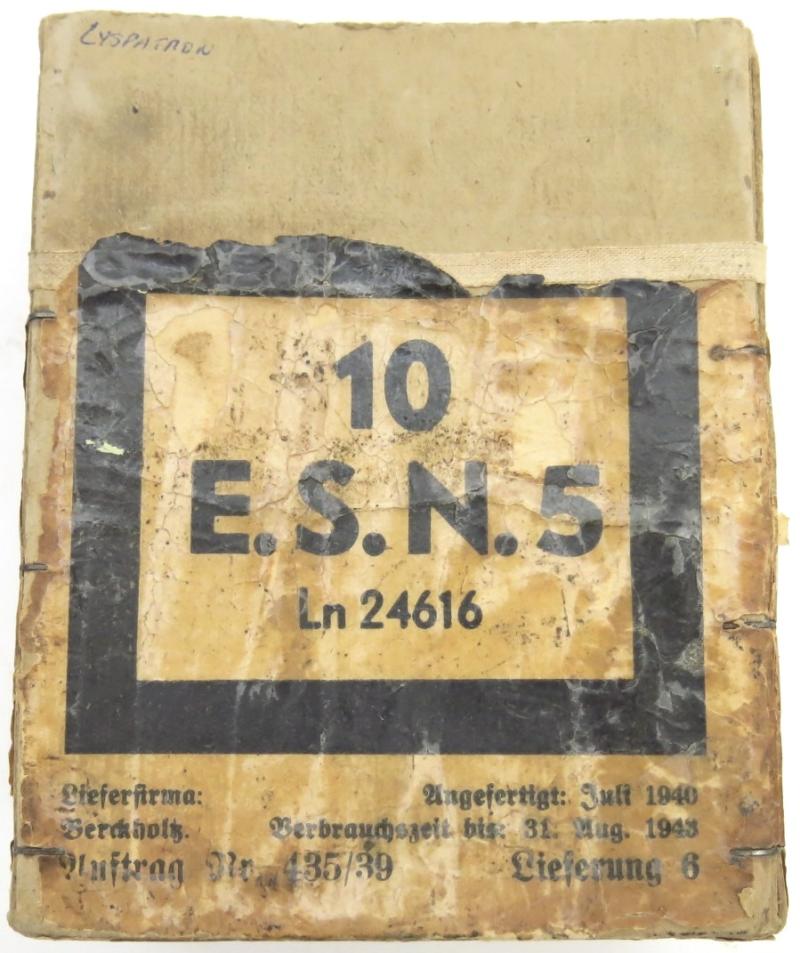 LYSPATRON
10
E.S.N.5
Ln 24616
Lieferfirma: Angefertigt: Juli 1940
Berckholtz. Verbrauchszeit bis: 31. Aug. 1943
Auftrag Nr. 435/39 Lieferung 6